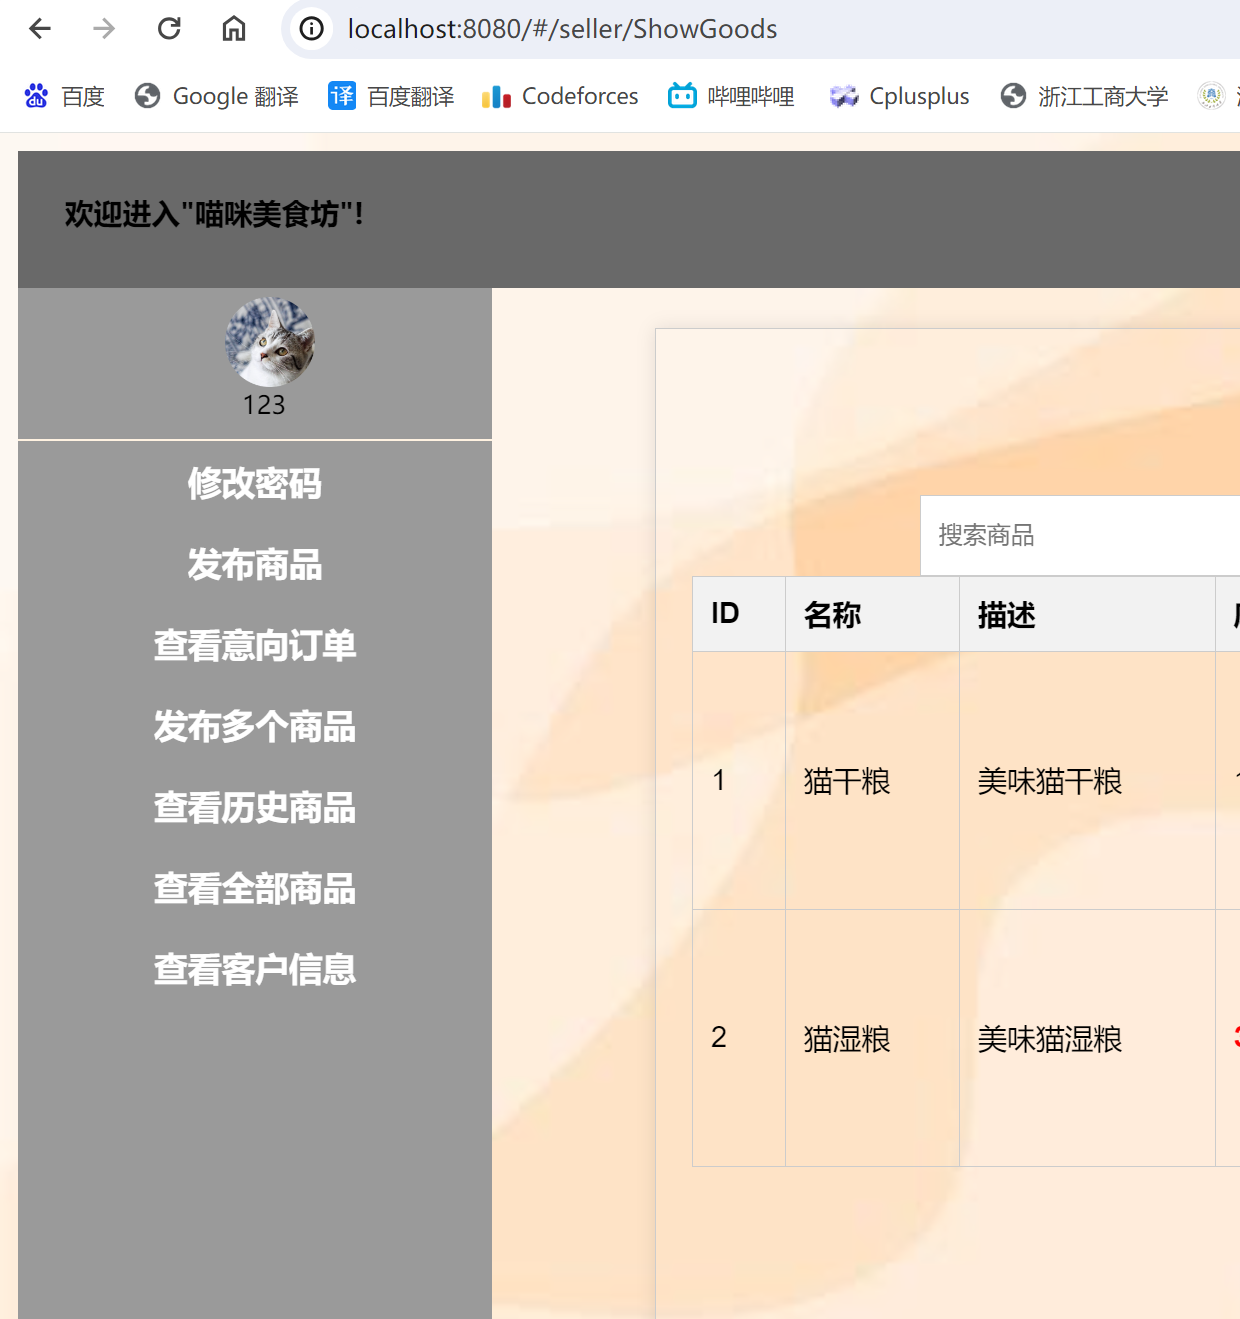 localhost:8080/#/seller/ShowGoods
百度 Google 翻译 译 百度翻译 Codeforces 哔哩哔哩 Cplusplus 浙江工商大学
欢迎进入"喵咪美食坊"!
123
修改密码
发布商品
查看意向订单
发布多个商品
查看历史商品
查看全部商品
查看客户信息
搜索商品
ID 名称 描述
1 猫干粮 美味猫干粮
2 猫湿粮 美味猫湿粮